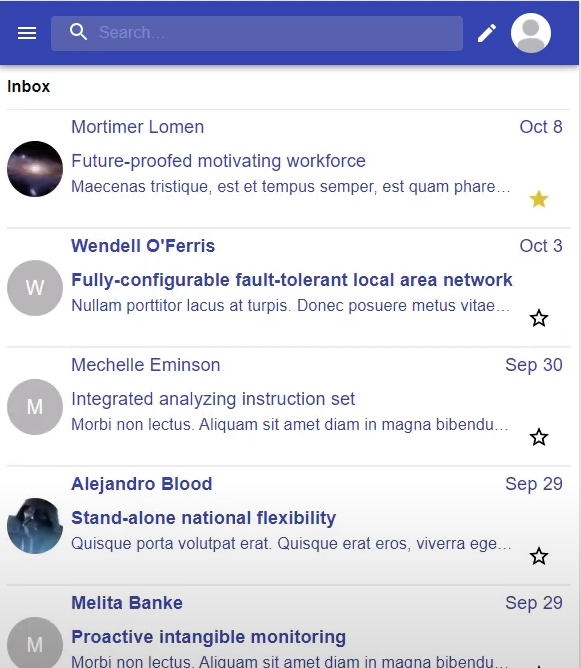 Search...
Inbox
Mortimer Lomen
Oct 8
Future-proofed motivating workforce
Maecenas tristique, est et tempus semper, est quam phare...
Wendell O'Ferris
Oct 3
W
Fully-configurable fault-tolerant local area network
Nullam porttitor lacus at turpis. Donec posuere metus vitae...
Mechelle Eminson
Sep 30
M
Integrated analyzing instruction set
Morbi non lectus. Aliquam sit amet diam in magna bibendu...
Alejandro Blood
Sep 29
Stand-alone national flexibility
Quisque porta volutpat erat. Quisque erat eros, viverra ege...
Melita Banke
Sep 29
M
Proactive intangible monitoring
Morbi non lectus. Aliquam sit amet diam in magna bibendu...